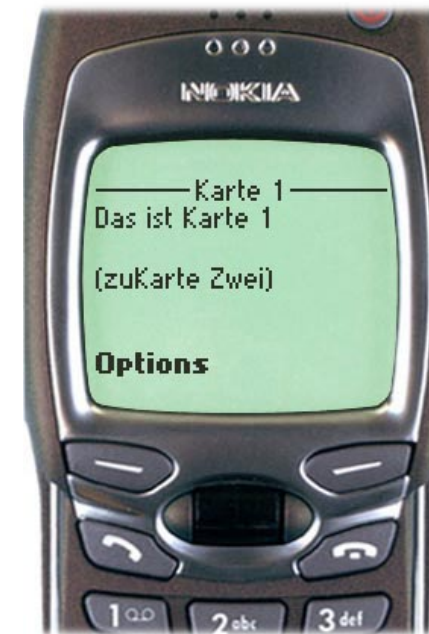 NOKIA
Karte 1
Das ist Karte 1
(zuKarte Zwei)
Options
1
2 abc
3 def